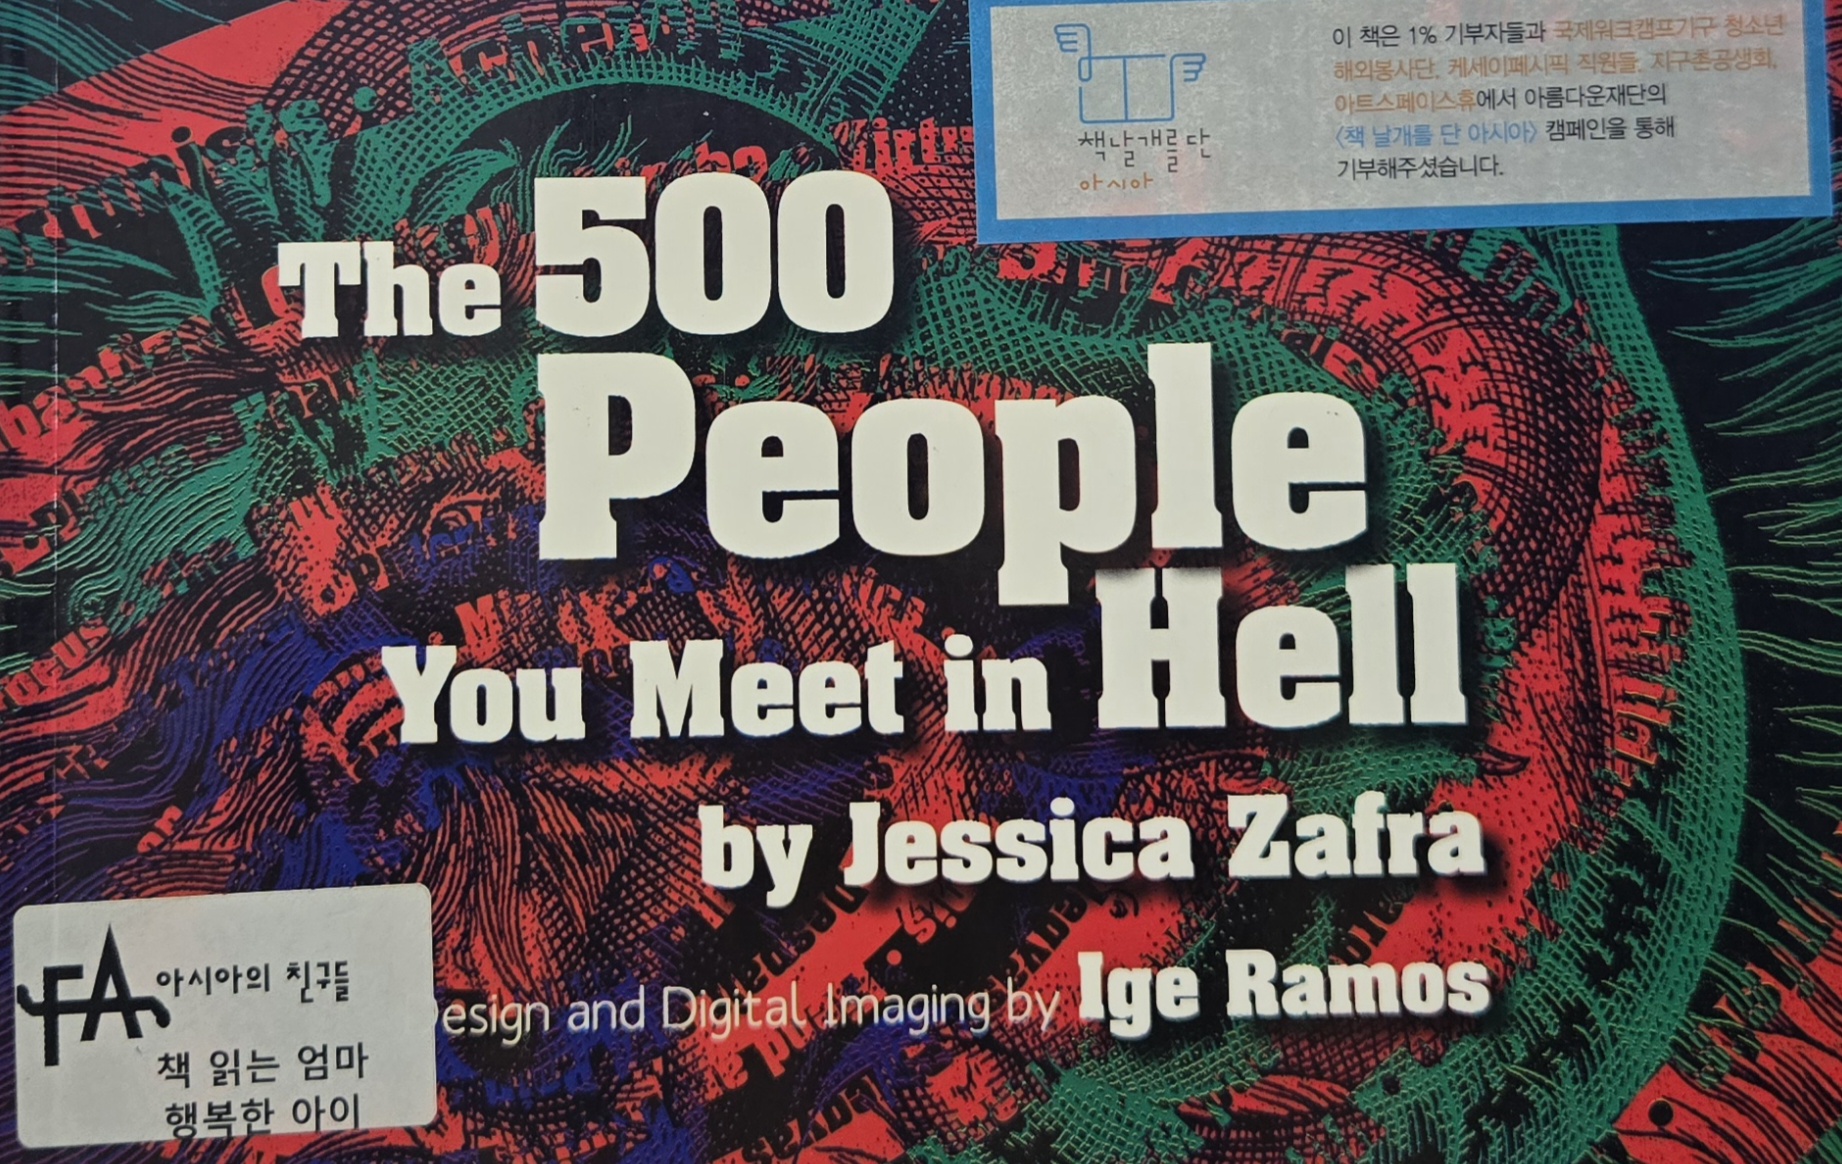 이 책은 1% 기부자들과 국제워크캠프기구 청소년
해외봉사단, 케세이패시픽 직원들, 지구촌공생회,
아트스페이스휴에서 아름다운재단의
〈책 날개를 단 아시아〉 캠페인을 통해
기부해주셨습니다.
책날개를단
아시아
The 500
People
You Meet in Hell
by Jessica Zafra
esign and Digital Imaging by Ige Ramos
FA 아시아의 친구들
책 읽는 엄마
행복한 아이